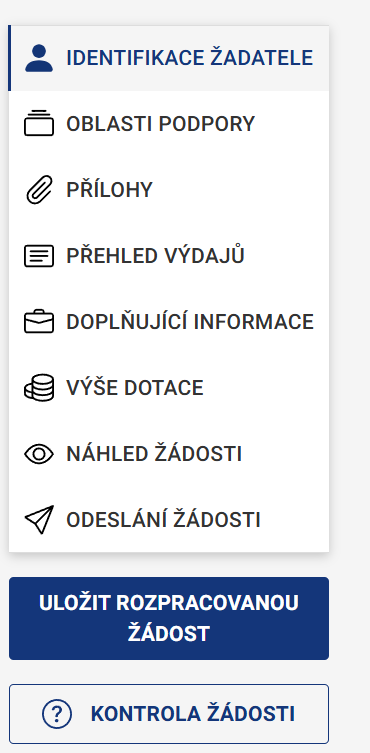 IDENTIFIKACE ŽADATELE
OBLASTI PODPORY
PŘÍLOHY
PŘEHLED VÝDAJŮ
DOPLŇUJÍCÍ INFORMACE
VÝŠE DOTACE
NÁHLED ŽÁDOSTI
ODESLÁNÍ ŽÁDOSTI
ULOŽIT ROZPRACOVANOU
ŽÁDOST
? KONTROLA ŽÁDOSTI